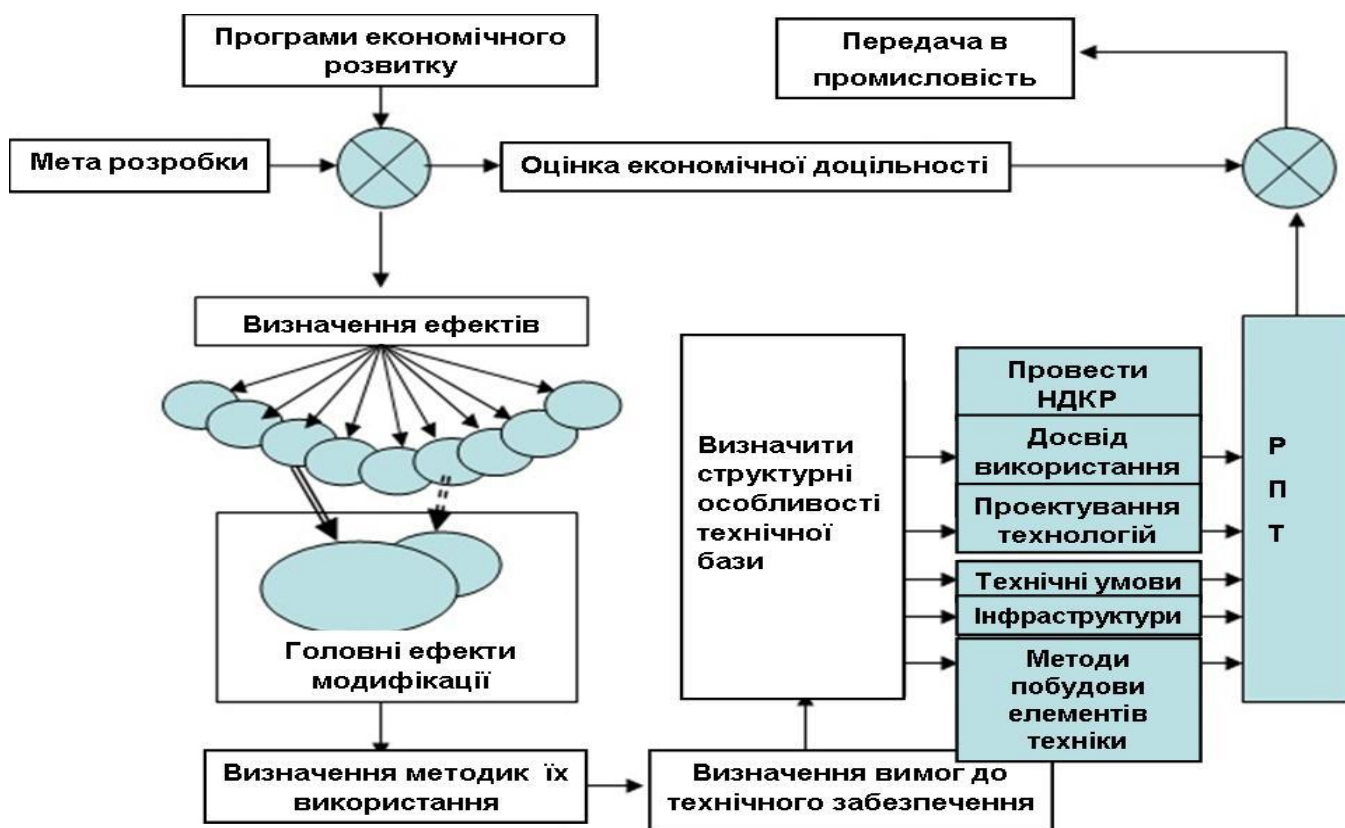 Програми економічного
розвитку
Передача в
промисловість
Мета розробки
Оцінка економічної доцільності
Визначення ефектів
Головні ефекти
модифікації
Визначення методик їх
використання
Визначення вимог до
технічного забезпечення
Визначити
структурні
особливості
технічної
бази
Провести
НДКР
Досвід
використання
Проектування
технологій
Технічні умови
Інфраструктури
Методи
побудови
елементів
техніки
Р
П
Т